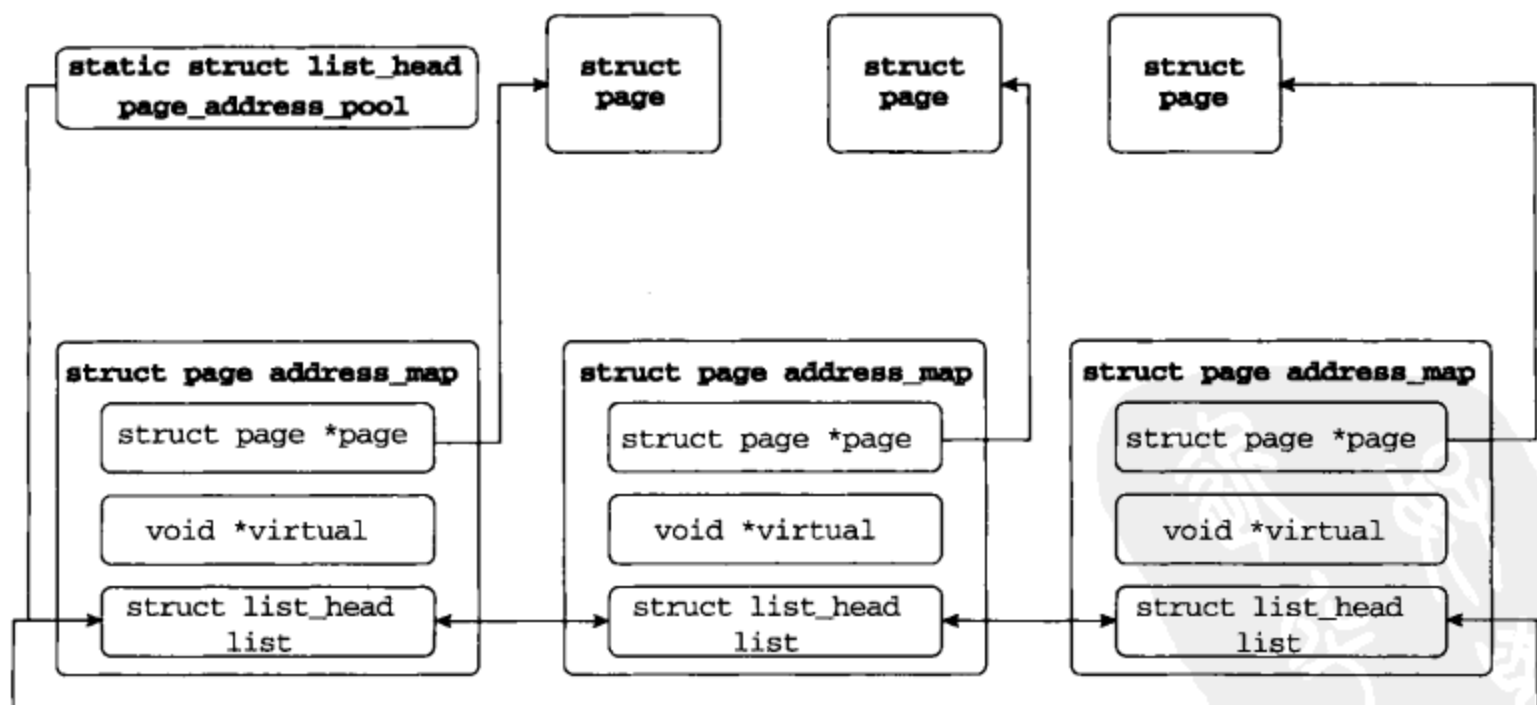 static struct list_head
page_address_pool
struct
page
struct
page
struct
page
struct page address_map
struct page *page
void *virtual
struct list_head
list
struct page address_map
struct page *page
void *virtual
struct list_head
list
struct page address_map
struct page *page
void *virtual
struct list_head
list